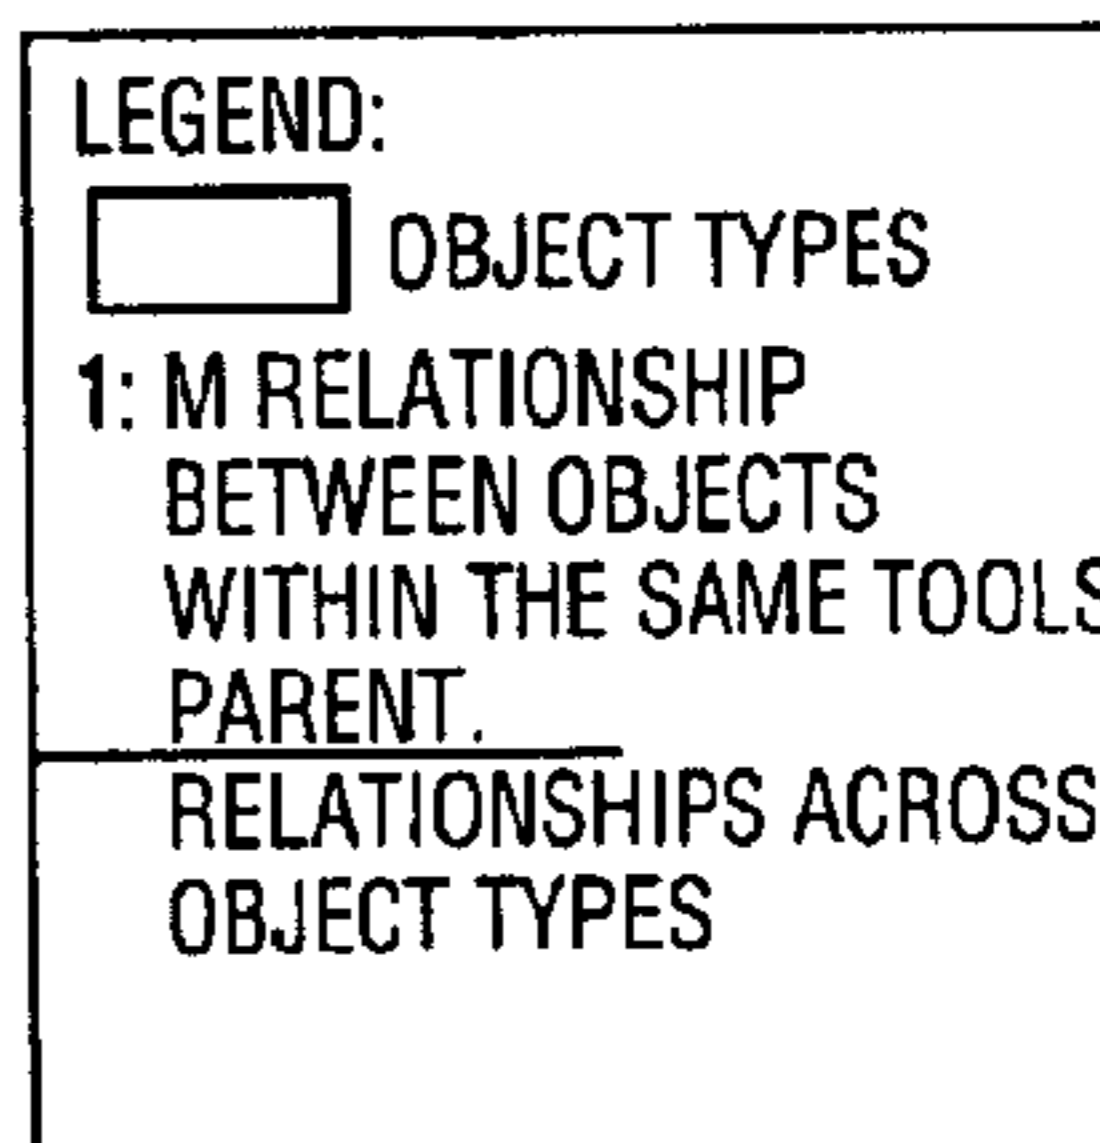 LEGEND:
OBJECT TYPES
1: M RELATIONSHIP
BETWEEN OBJECTS
WITHIN THE SAME TOOLS
PARENT.
RELATIONSHIPS ACROSS
OBJECT TYPES